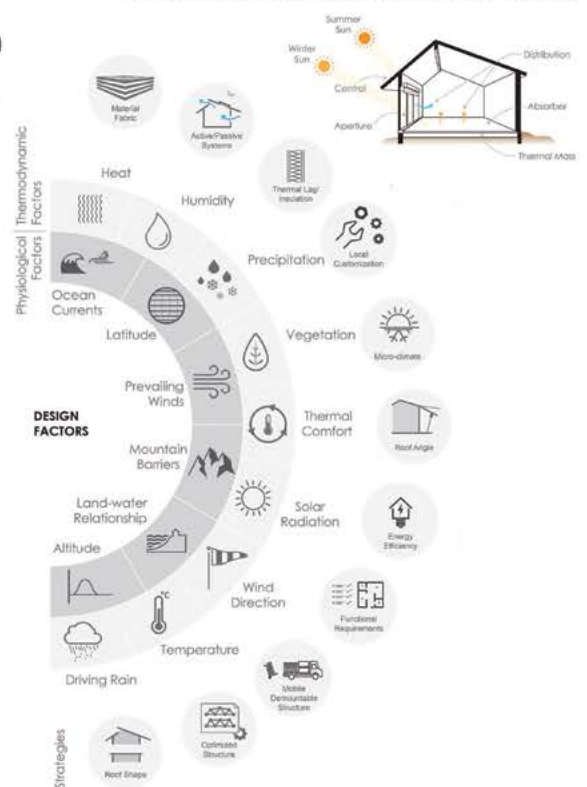 Summer
Sun
Winter
Sun
Distribution
Control
Absorber
Aperture
Thermal Mass
Material
Fabric
Active/Passive
Systems
Thermal Lag/
Insulation
Local
Customization
Micro-climate
Roof Angle
Energy
Efficiency
Functional
Requirements
Mobile
Demountable
Structure
Optimized
Structure
Roof Shape
Strategies
Thermodynamic
Factors
Heat
Humidity
Precipitation
Vegetation
Thermal
Comfort
Solar
Radiation
Wind
Direction
°C
Temperature
Driving Rain
Physiological
Factors
Ocean
Currents
Latitude
Prevailing
Winds
Mountain
Barriers
Land-water
Relationship
Altitude
DESIGN
FACTORS